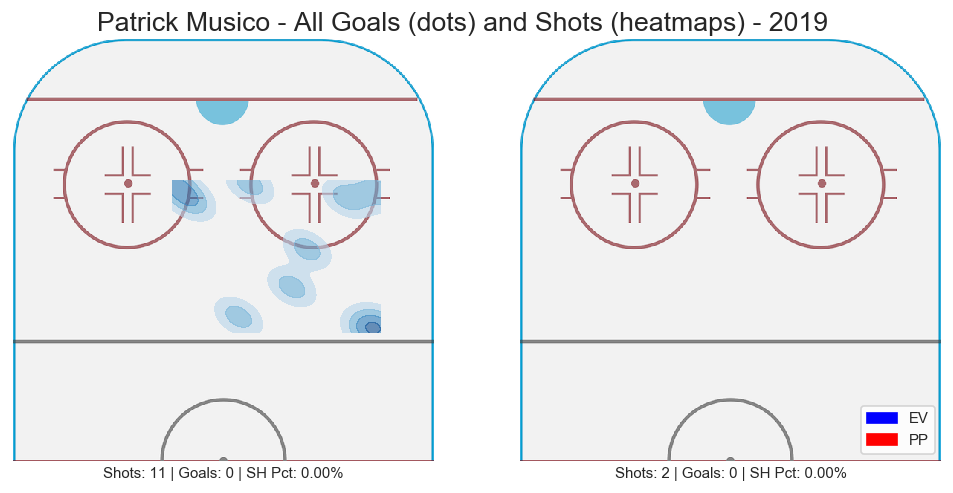 Patrick Musico - All Goals (dots) and Shots (heatmaps) - 2019
EV
PP
Shots: 11 | Goals: 0 | SH Pct: 0.00%
Shots: 2 | Goals: 0 | SH Pct: 0.00%